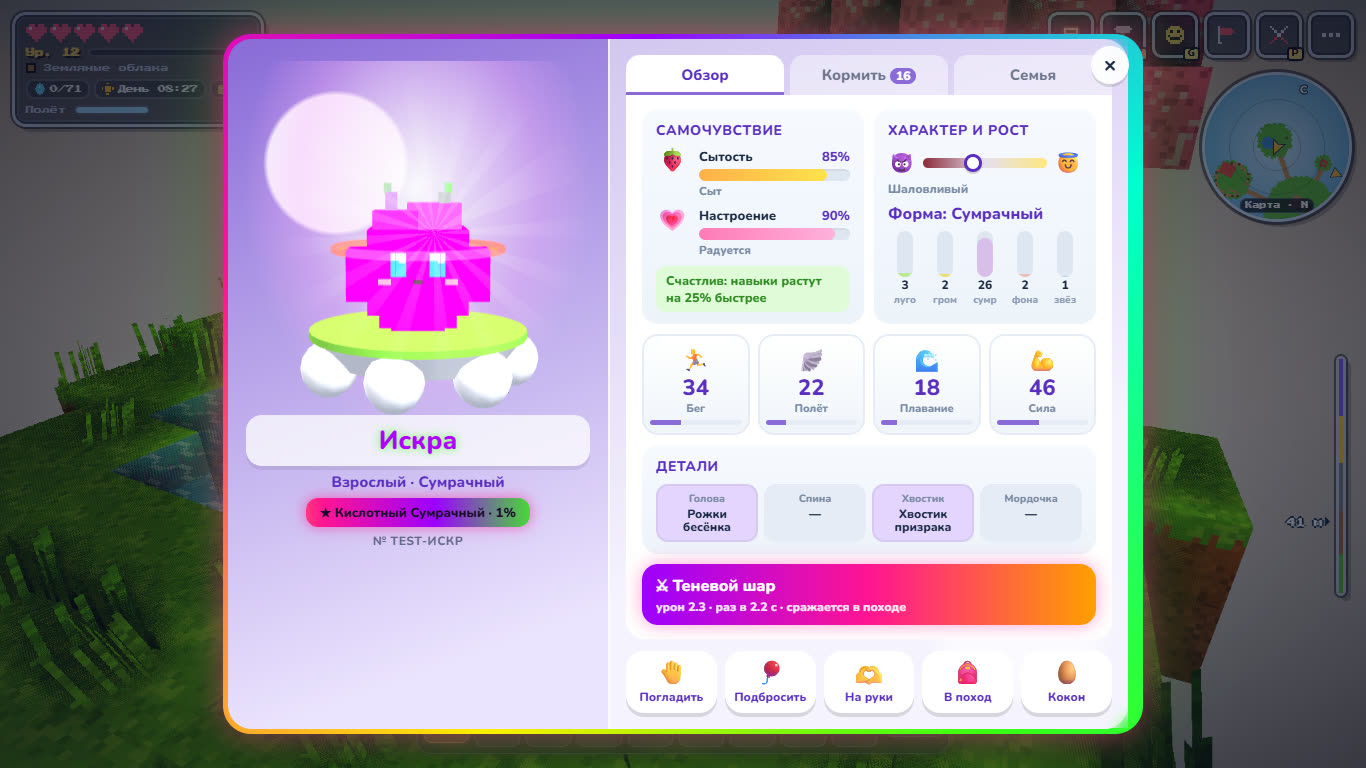 Ур. 12
Земляные облака
0/71
День 08:27
Полёт
G
P
С
Карта · N
41 м
Обзор
Кормить 16
Семья
САМОЧУВСТВИЕ
Сытость 85%
Сыт
Настроение 90%
Радуется
Счастлив: навыки растут
на 25% быстрее
ХАРАКТЕР И РОСТ
Шаловливый
Форма: Сумрачный
3 2 26 2 1
луго гром сумр фона звёз
34
Бег
22
Полёт
18
Плавание
46
Сила
ДЕТАЛИ
Голова
Рожки
бесёнка
Спина
—
Хвостик
Хвостик
призрака
Мордочка
—
Теневой шар
урон 2.3 · раз в 2.2 с · сражается в походе
Погладить
Подбросить
На руки
В поход
Кокон
Искра
Взрослый · Сумрачный
★ Кислотный Сумрачный · 1%
№ TEST-ИСКР